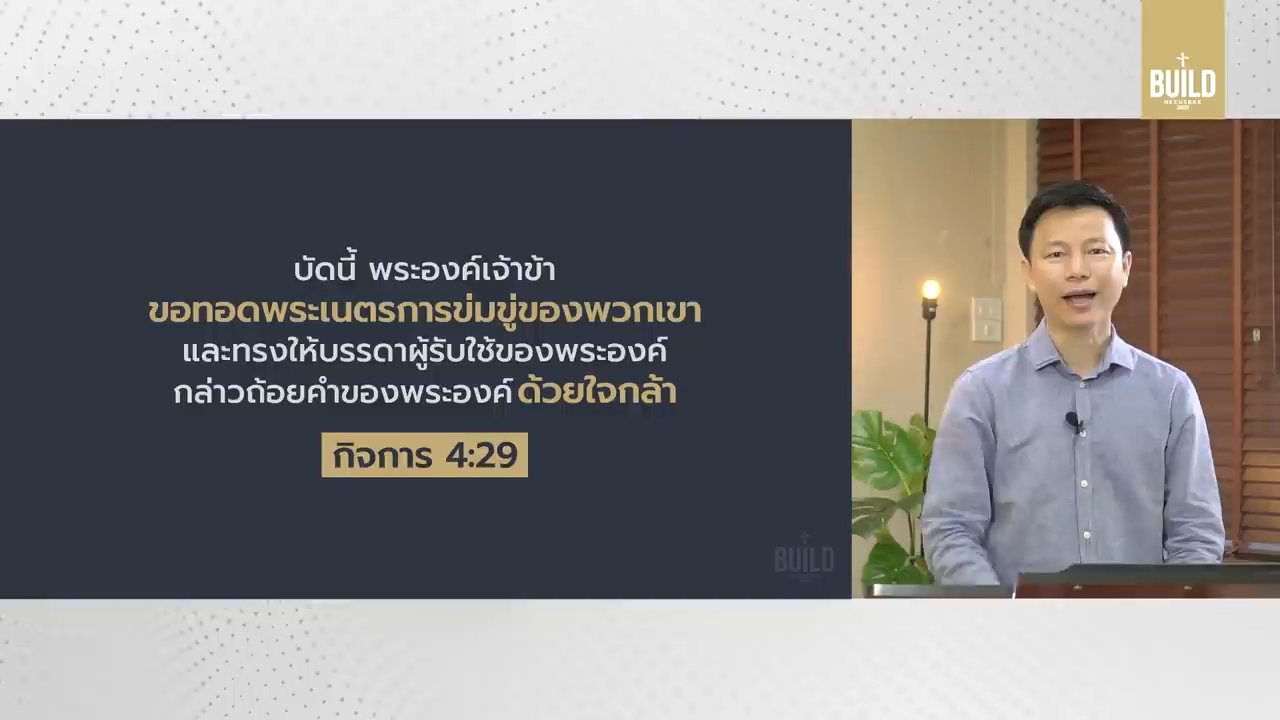 BUILD
NEXUSBKK
2021
บัดนี้ พระองค์เจ้าข้า
ขอทอดพระเนตรการข่มขู่ของพวกเขา
และทรงให้บรรดาผู้รับใช้ของพระองค์
กล่าวถ้อยคำของพระองค์ ด้วยใจกล้า
กิจการ 4:29
BUILD